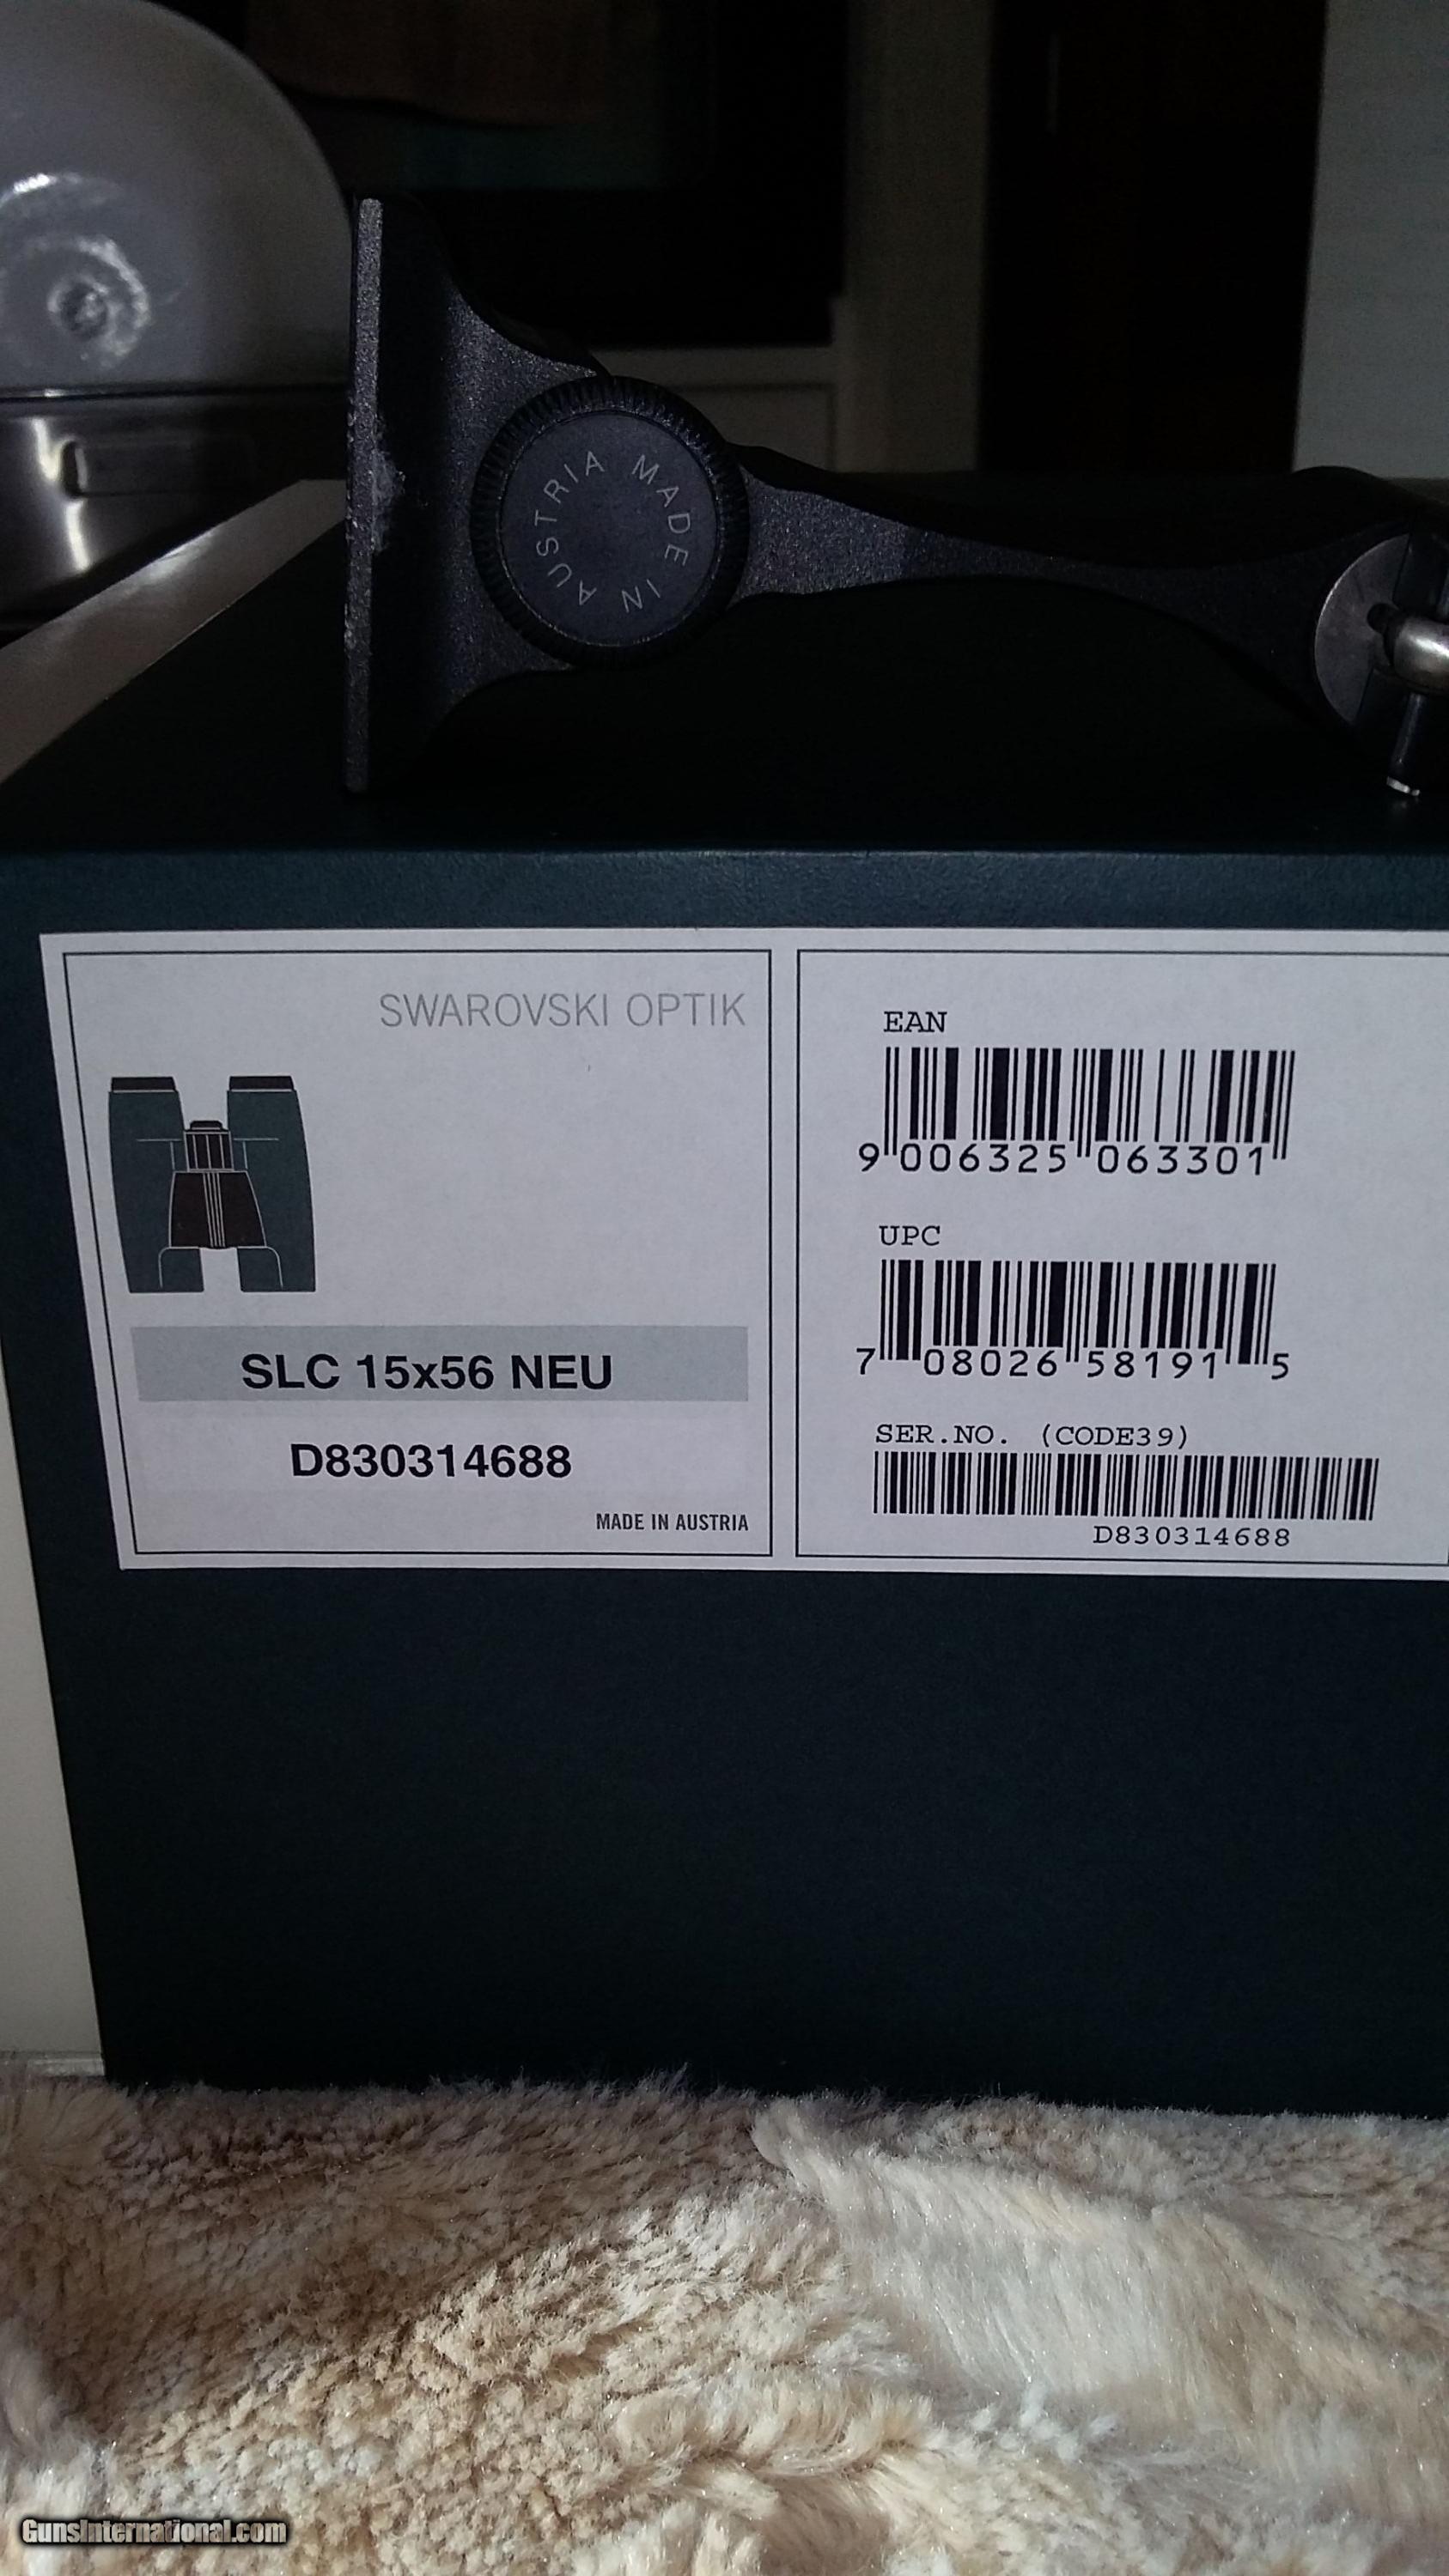 MADE IN AUSTRIA
SWAROVSKI OPTIK
SLC 15x56 NEU
D830314688
MADE IN AUSTRIA
EAN
9 006325 063301
UPC
7 08026 58191 5
SER.NO. (CODE39)
D830314688
GunsInternational.com